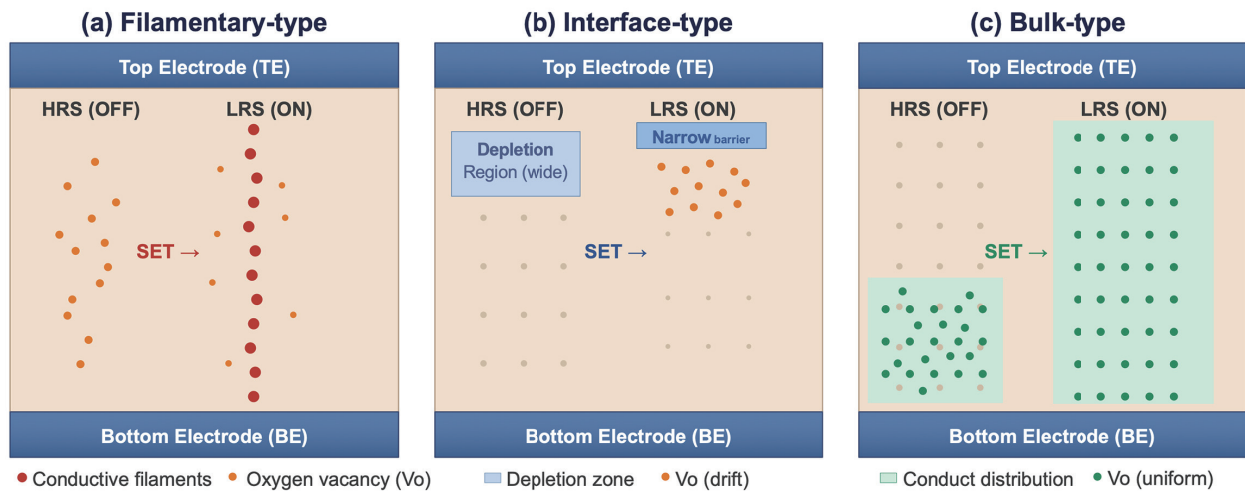 (a) Filamentary-type
Top Electrode (TE)
HRS (OFF)
LRS (ON)
SET →
Bottom Electrode (BE)
Conductive filaments
Oxygen vacancy (Vo)
(b) Interface-type
Top Electrode (TE)
HRS (OFF)
LRS (ON)
Depletion
Region (wide)
Narrow barrier
SET →
Bottom Electrode (BE)
Depletion zone
Vo (drift)
(c) Bulk-type
Top Electrode (TE)
HRS (OFF)
LRS (ON)
SET →
Bottom Electrode (BE)
Conduct distribution
Vo (uniform)